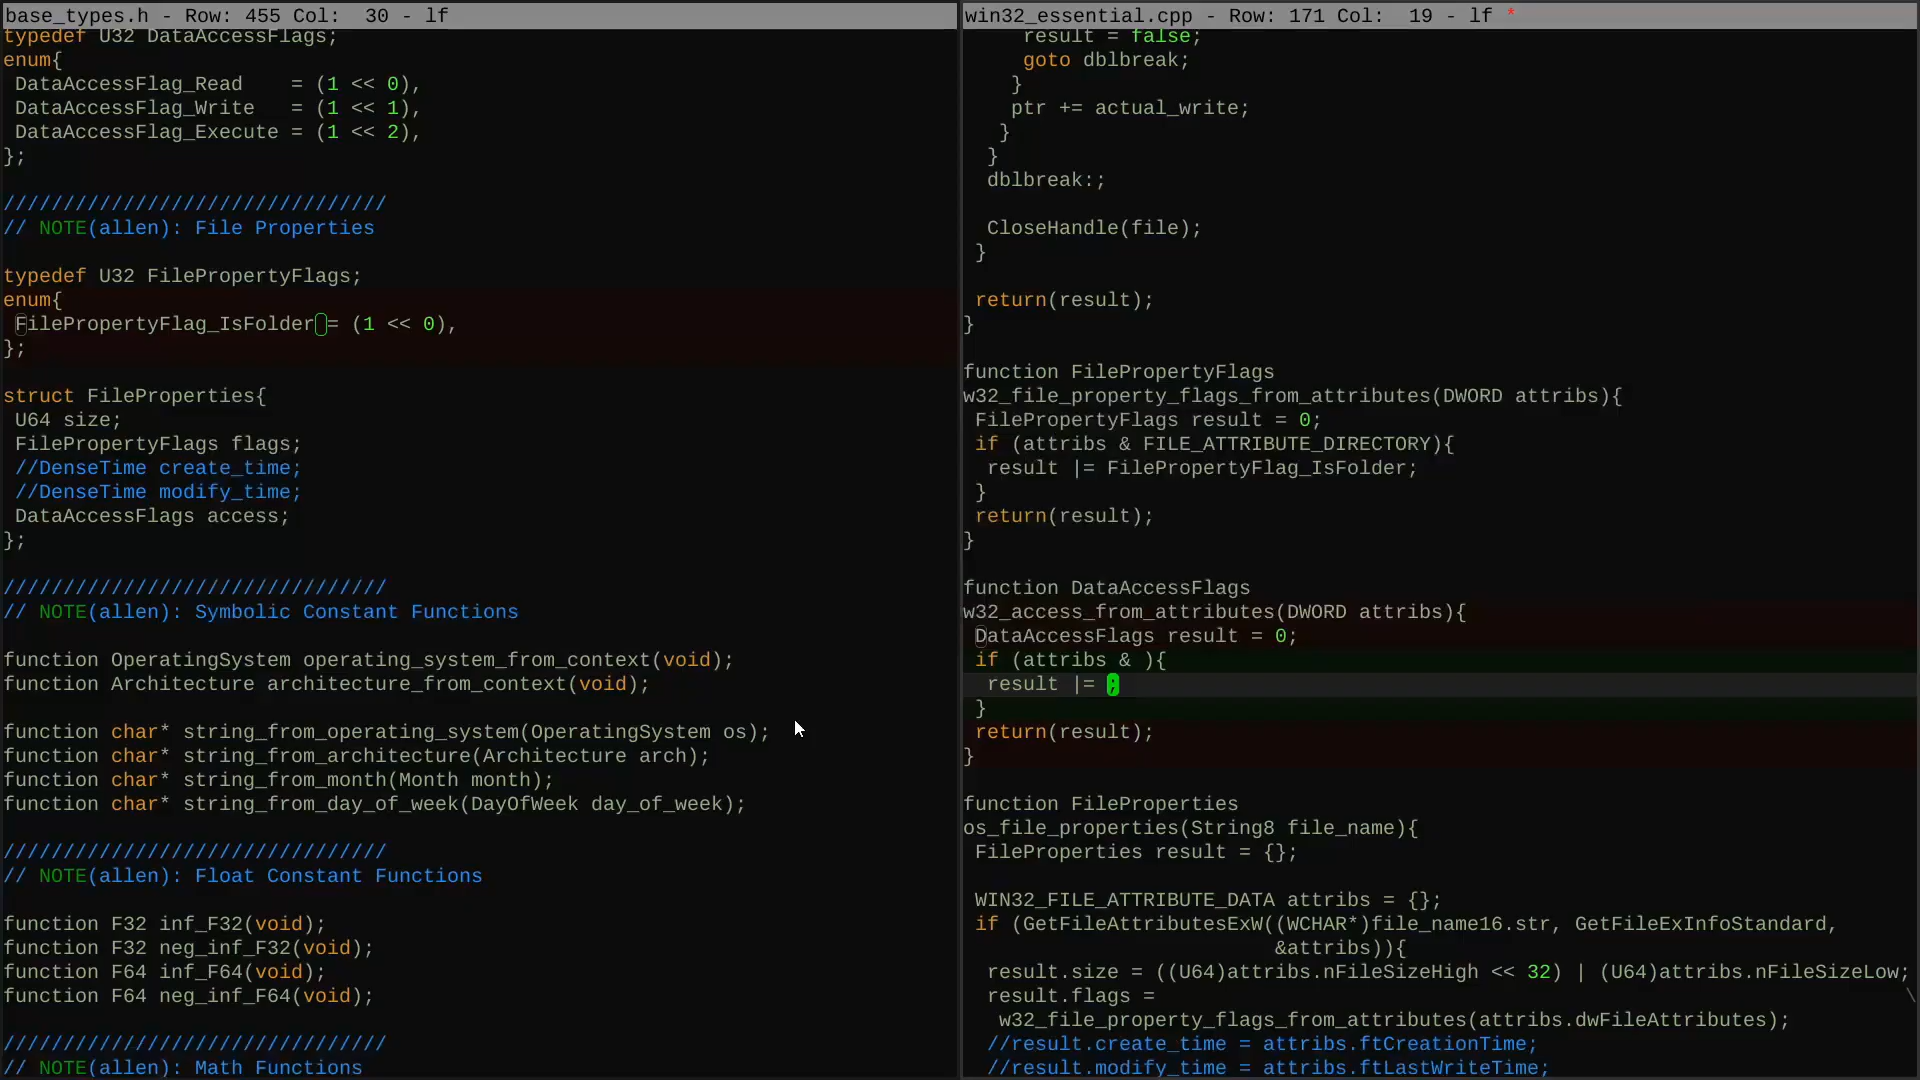 base_types.h - Row: 455 Col:  30 - lf
typedef U32 DataAccessFlags;
enum{
 DataAccessFlag_Read    = (1 << 0),
 DataAccessFlag_Write   = (1 << 1),
 DataAccessFlag_Execute = (1 << 2),
};
////////////////////////////////
// NOTE(allen): File Properties
typedef U32 FilePropertyFlags;
enum{
 FilePropertyFlag_IsFolder = (1 << 0),
};
struct FileProperties{
 U64 size;
 FilePropertyFlags flags;
 //DenseTime create_time;
 //DenseTime modify_time;
 DataAccessFlags access;
};
////////////////////////////////
// NOTE(allen): Symbolic Constant Functions
function OperatingSystem operating_system_from_context(void);
function Architecture architecture_from_context(void);
function char* string_from_operating_system(OperatingSystem os);
function char* string_from_architecture(Architecture arch);
function char* string_from_month(Month month);
function char* string_from_day_of_week(DayOfWeek day_of_week);
////////////////////////////////
// NOTE(allen): Float Constant Functions
function F32 inf_F32(void);
function F32 neg_inf_F32(void);
function F64 inf_F64(void);
function F64 neg_inf_F64(void);
////////////////////////////////
// NOTE(allen): Math Functions
win32_essential.cpp - Row: 171 Col:  19 - lf *
     result = false;
     goto dblbreak;
    }
    ptr += actual_write;
   }
  }
  dblbreak:;
  CloseHandle(file);
 }
 return(result);
}
function FilePropertyFlags
w32_file_property_flags_from_attributes(DWORD attribs){
 FilePropertyFlags result = 0;
 if (attribs & FILE_ATTRIBUTE_DIRECTORY){
  result |= FilePropertyFlag_IsFolder;
 }
 return(result);
}
function DataAccessFlags
w32_access_from_attributes(DWORD attribs){
 DataAccessFlags result = 0;
 if (attribs & ){
  result |= ;
 }
 return(result);
}
function FileProperties
os_file_properties(String8 file_name){
 FileProperties result = {};
 WIN32_FILE_ATTRIBUTE_DATA attribs = {};
 if (GetFileAttributesExW((WCHAR*)file_name16.str, GetFileExInfoStandard,
                          &attribs)){
  result.size = ((U64)attribs.nFileSizeHigh << 32) | (U64)attribs.nFileSizeLow;
  result.flags = \
   w32_file_property_flags_from_attributes(attribs.dwFileAttributes);
  //result.create_time = attribs.ftCreationTime;
  //result.modify_time = attribs.ftLastWriteTime;